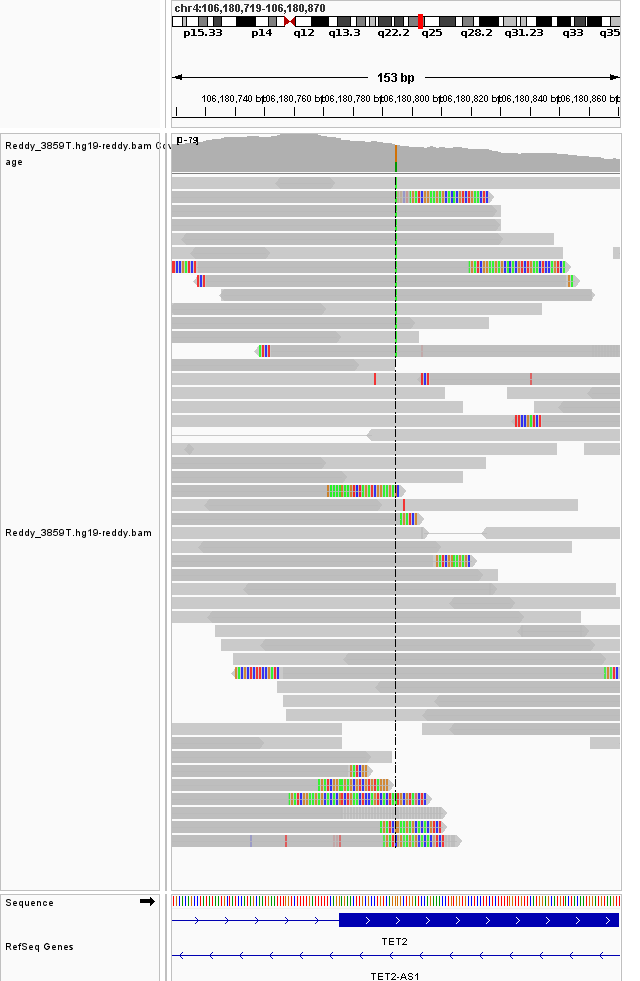 chr4:106,180,719-106,180,870
p15.33 p14 q12 q13.3 q22.2 q25 q28.2 q31.23 q33 q35
153 bp
106,180,740 bp 106,180,760 bp 106,180,780 bp 106,180,800 bp 106,180,820 bp 106,180,840 bp 106,180,860 bp
Reddy_3859T.hg19-reddy.bam Cov
age
Reddy_3859T.hg19-reddy.bam
Sequence
TET2
RefSeq Genes
TET2-AS1